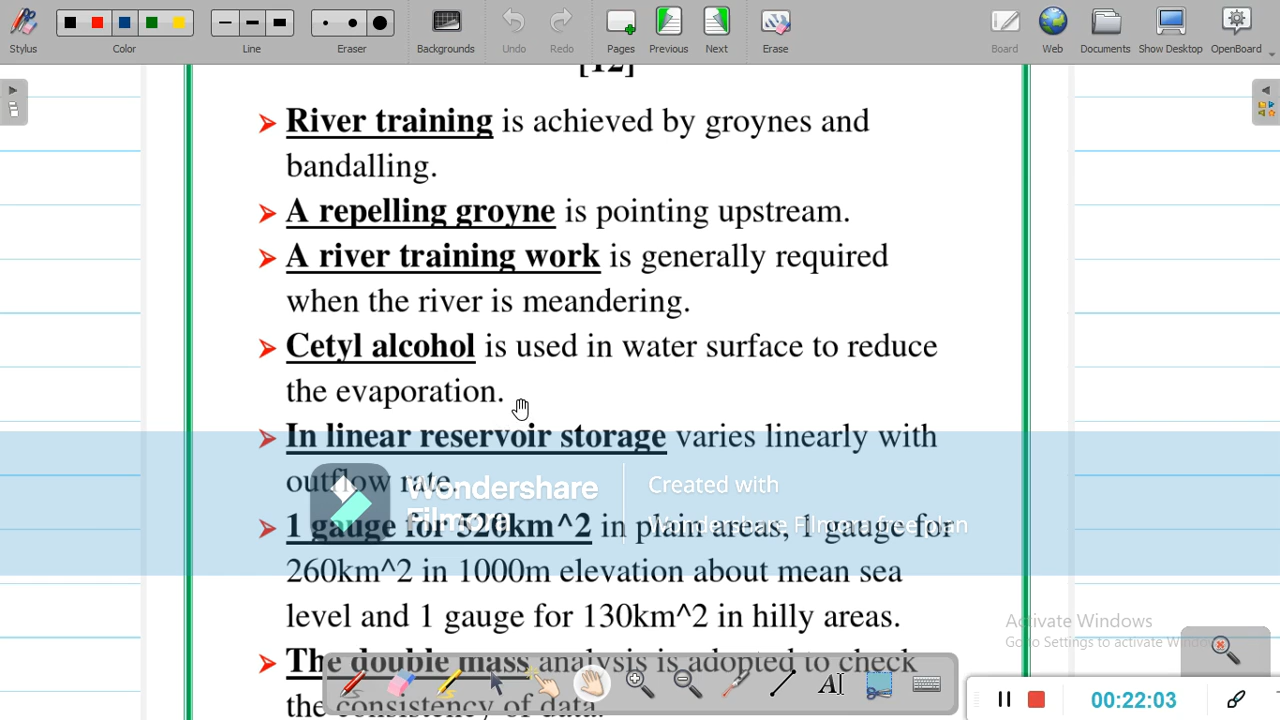 Stylus
Color
Line
Eraser
Backgrounds
Undo
Redo
Pages
Previous
Next
Erase
Board
Web
Documents
Show Desktop
OpenBoard
[12]
➤ River training is achieved by groynes and
bandalling.
➤ A repelling groyne is pointing upstream.
➤ A river training work is generally required
when the river is meandering.
➤ Cetyl alcohol is used in water surface to reduce
the evaporation.
➤ In linear reservoir storage varies linearly with
outflow rate.
Wondershare
Filmora
Created with
Wondershare Filmora free plan
➤ 1 gauge for 520km^2 in plain areas, 1 gauge for
260km^2 in 1000m elevation about mean sea
level and 1 gauge for 130km^2 in hilly areas.
➤ The double mass analysis is adopted to check
the consistency of data.
Activate Windows
Go to Settings to activate Windows
00:22:03